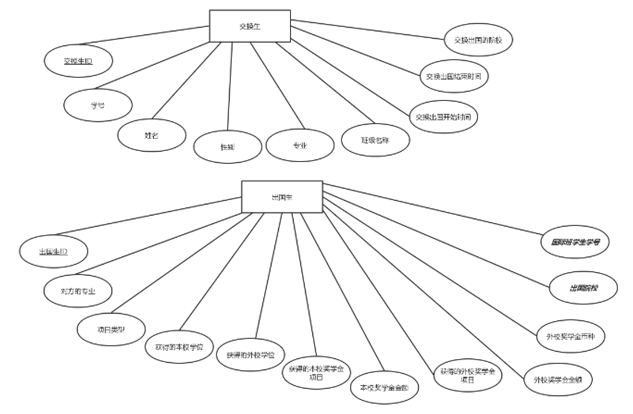 交换生
交换出国的院校
交换生ID
交换出国结束时间
学号
交换出国开始时间
姓名
性别
专业
班级名称
出国生
国际班学生学号
出国生ID
出国院校
对方的专业
项目类型
外校奖学金币种
获得的本校学位
获得的外校学位
获得的本校奖学金
项目
本校奖学金金额
获得的外校奖学金
项目
外校奖学金金额